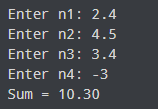 Enter n1: 2.4
Enter n2: 4.5
Enter n3: 3.4
Enter n4: -3
Sum = 10.30